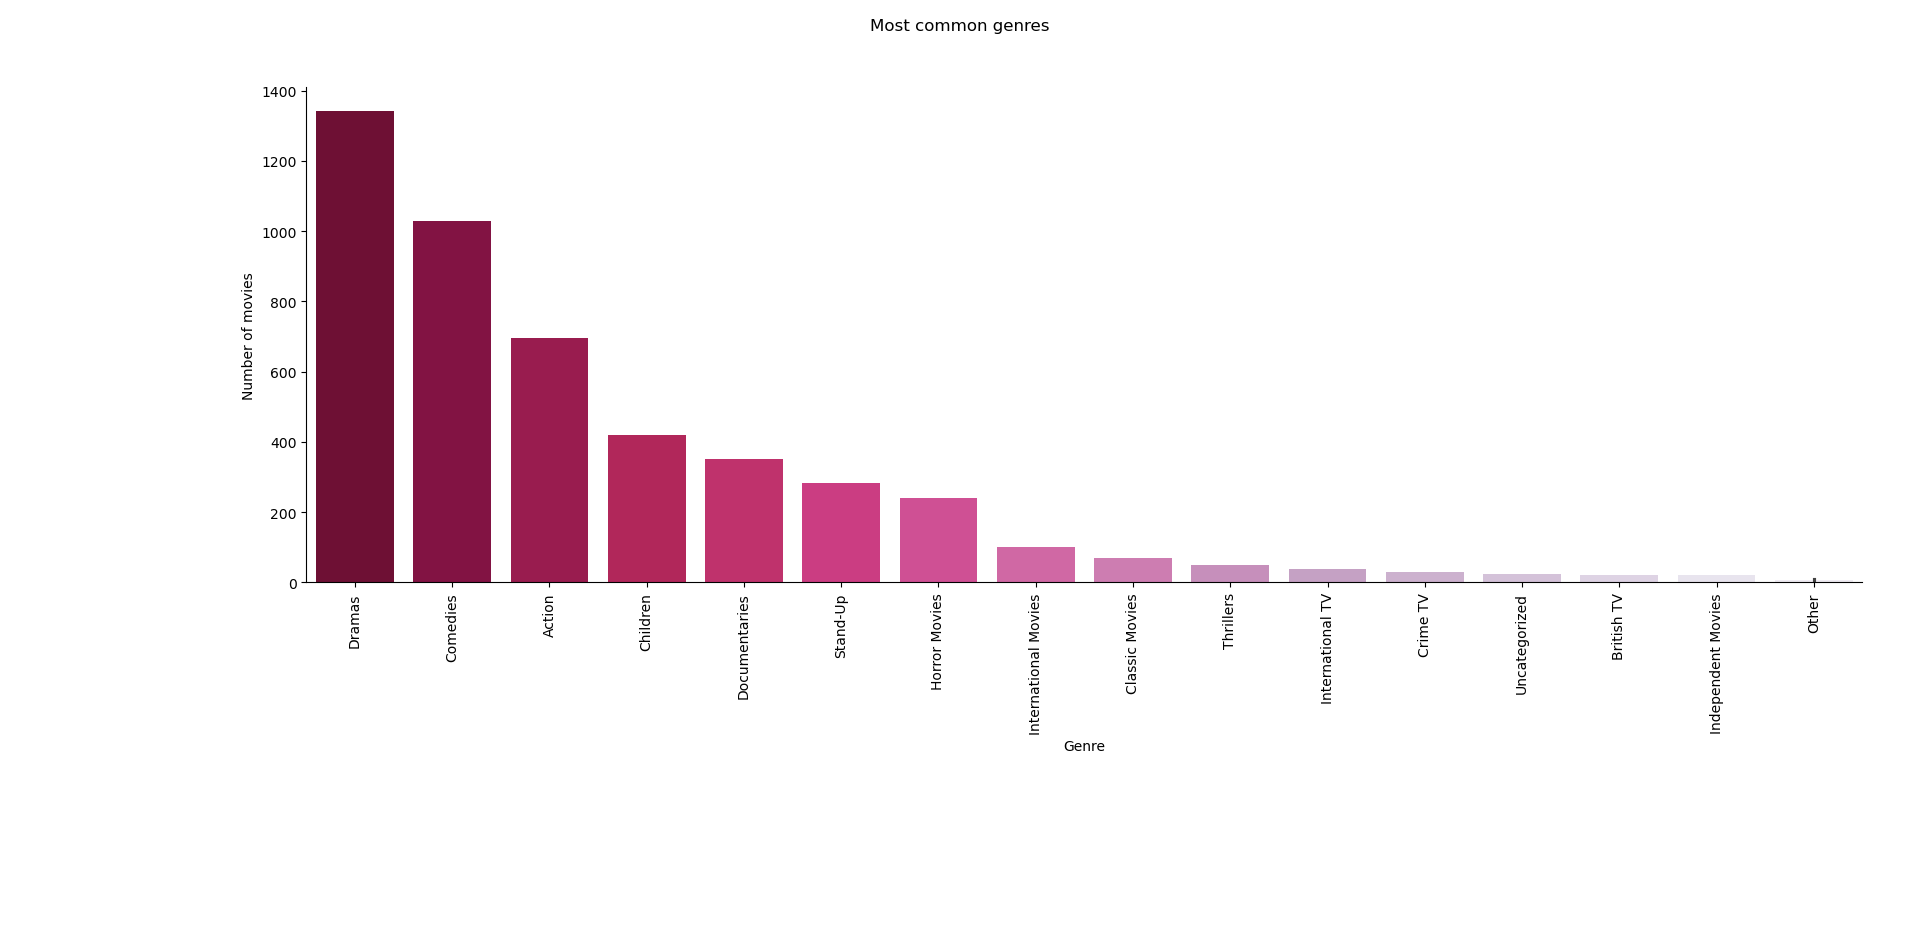 Most common genres
1400
1200
1000
800
600
400
200
0
Number of movies
Dramas
Comedies
Action
Children
Documentaries
Stand-Up
Horror Movies
International Movies
Classic Movies
Thrillers
International TV
Crime TV
Uncategorized
British TV
Independent Movies
Other
Genre